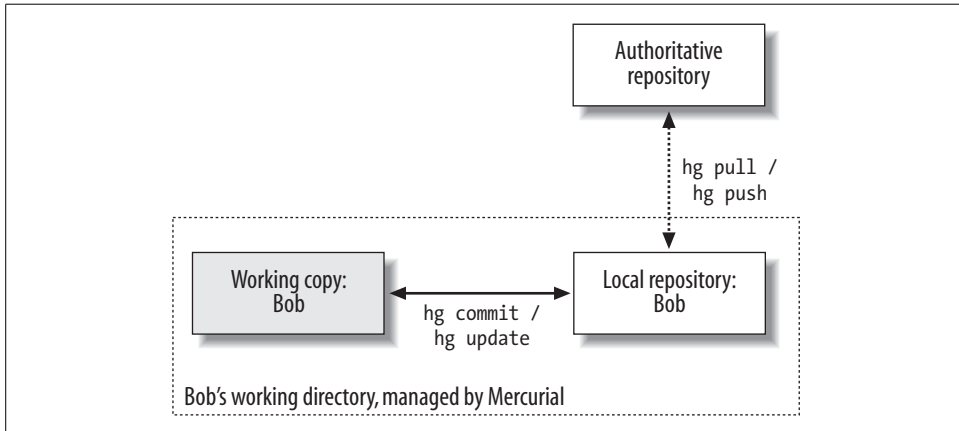 Authoritative
repository
hg pull /
hg push
Working copy:
Bob
hg commit /
hg update
Local repository:
Bob
Bob’s working directory, managed by Mercurial